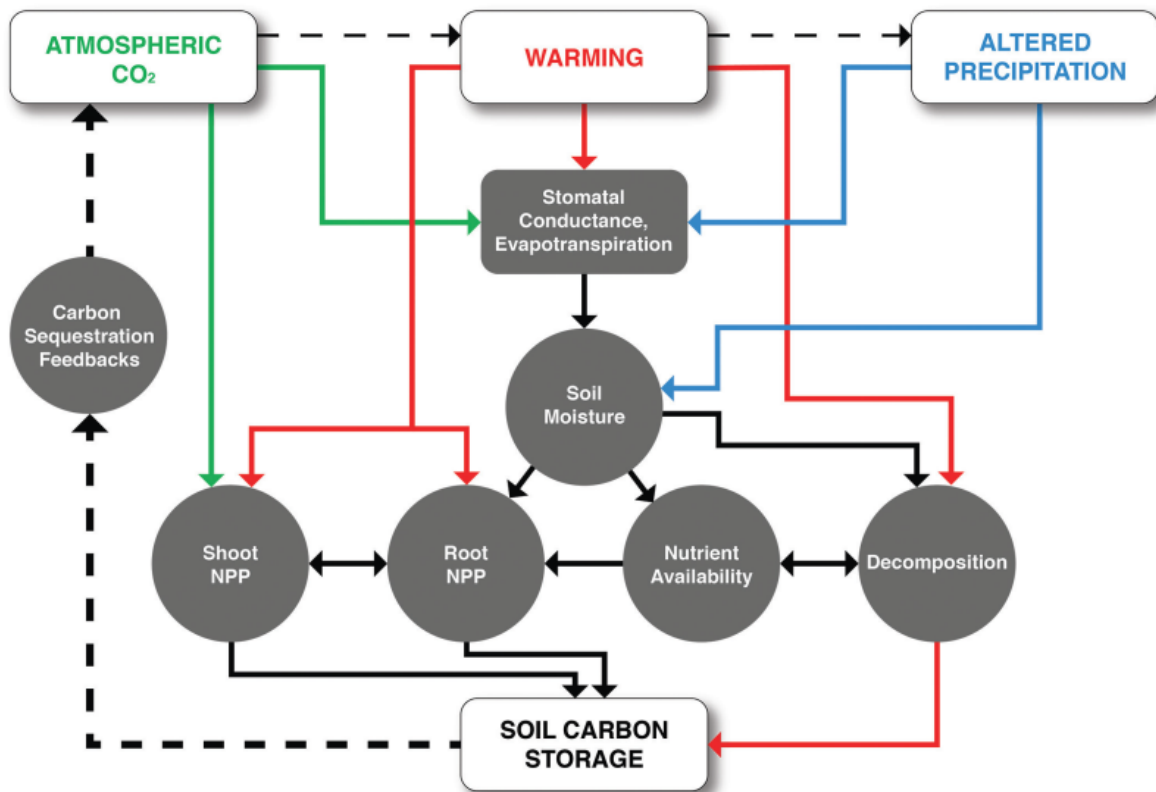 ATMOSPHERIC
CO₂
WARMING
ALTERED
PRECIPITATION
Stomatal
Conductance,
Evapotranspiration
Carbon
Sequestration
Feedbacks
Soil
Moisture
Shoot
NPP
Root
NPP
Nutrient
Availability
Decomposition
SOIL CARBON
STORAGE